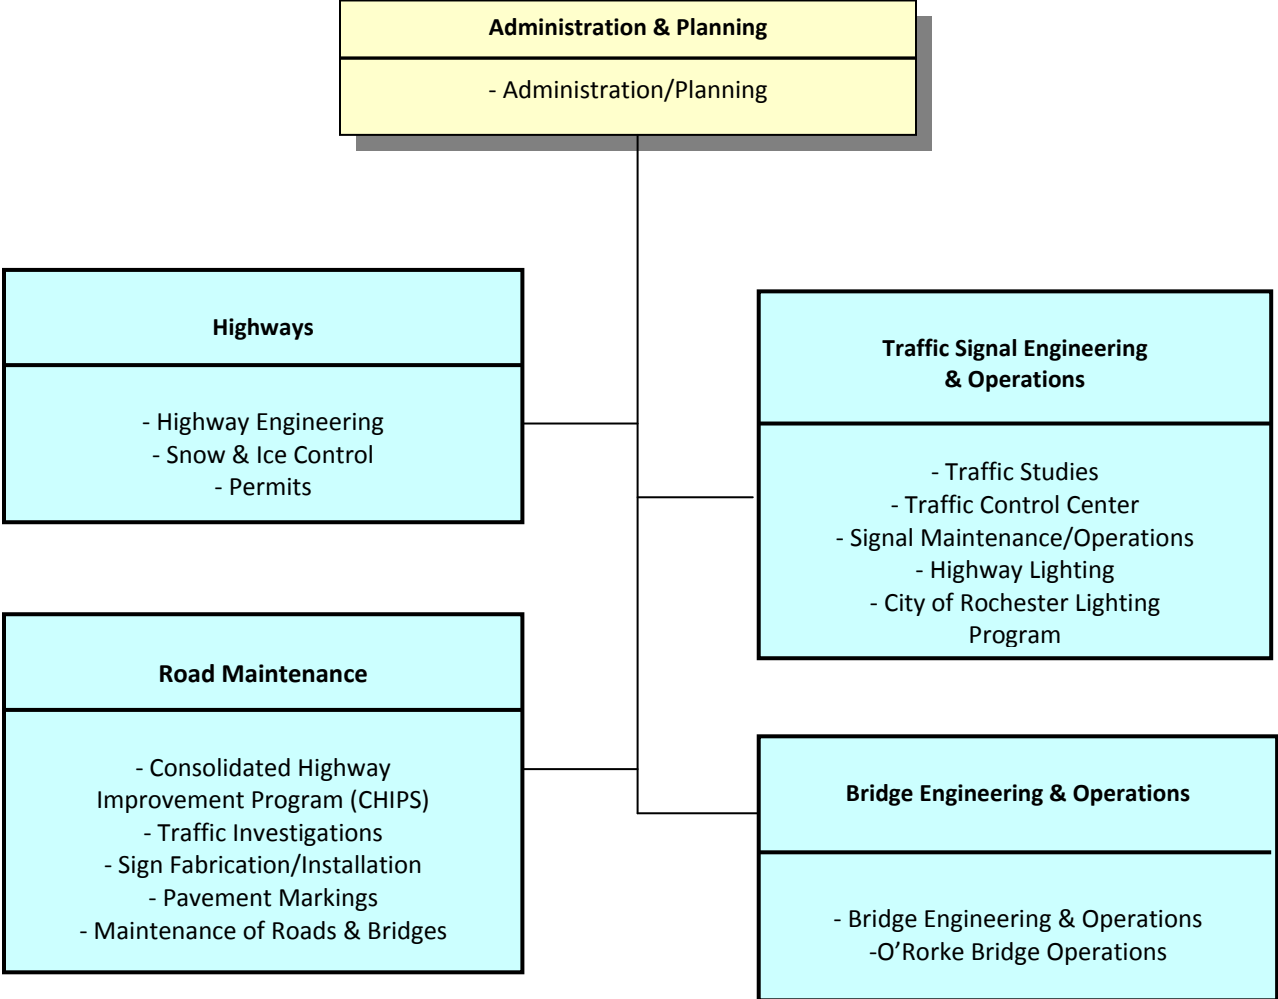 Administration & Planning
- Administration/Planning
Highways
- Highway Engineering
- Snow & Ice Control
- Permits
Traffic Signal Engineering
& Operations
- Traffic Studies
- Traffic Control Center
- Signal Maintenance/Operations
- Highway Lighting
- City of Rochester Lighting
Program
Road Maintenance
- Consolidated Highway
Improvement Program (CHIPS)
- Traffic Investigations
- Sign Fabrication/Installation
- Pavement Markings
- Maintenance of Roads & Bridges
Bridge Engineering & Operations
- Bridge Engineering & Operations
-O’Rorke Bridge Operations